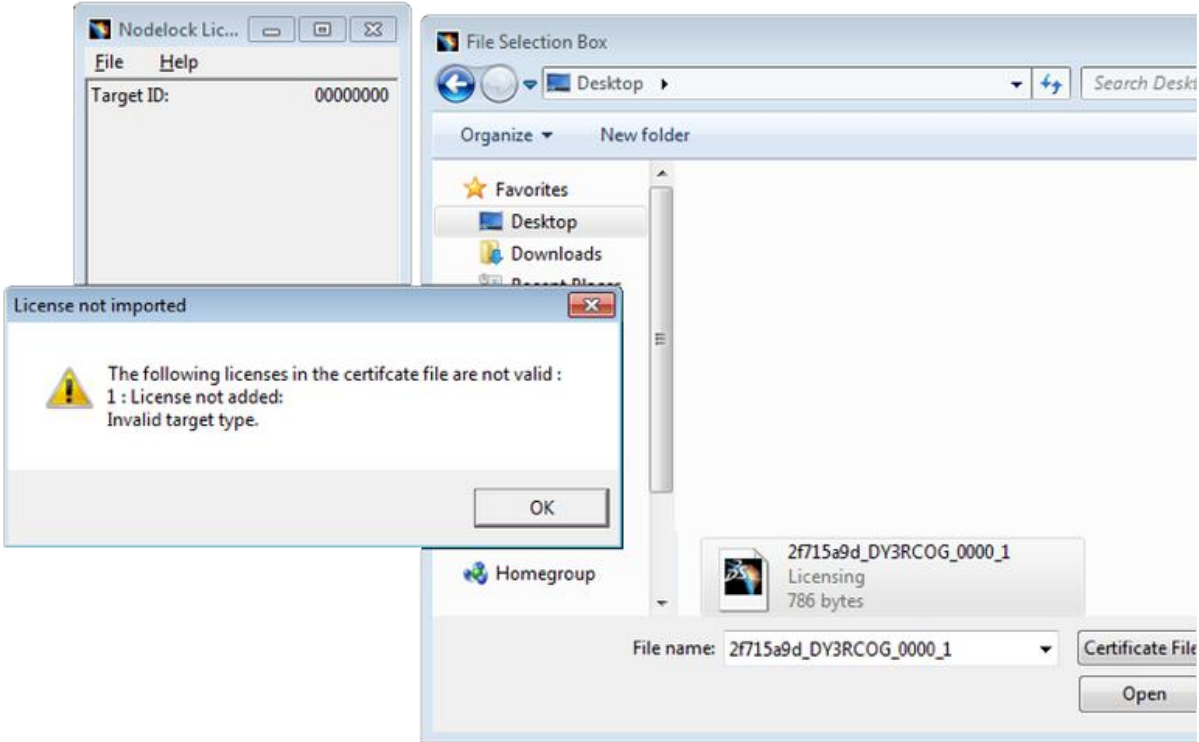 Nodelock Lic...
File Help
Target ID: 00000000
File Selection Box
Desktop
Search Deskt
Organize New folder
Favorites
Desktop
Downloads
Recent Places
License not imported
The following licenses in the certifcate file are not valid :
1 : License not added:
Invalid target type.
OK
Homegroup
2f715a9d_DY3RCOG_0000_1
Licensing
786 bytes
File name: 2f715a9d_DY3RCOG_0000_1
Certificate File
Open